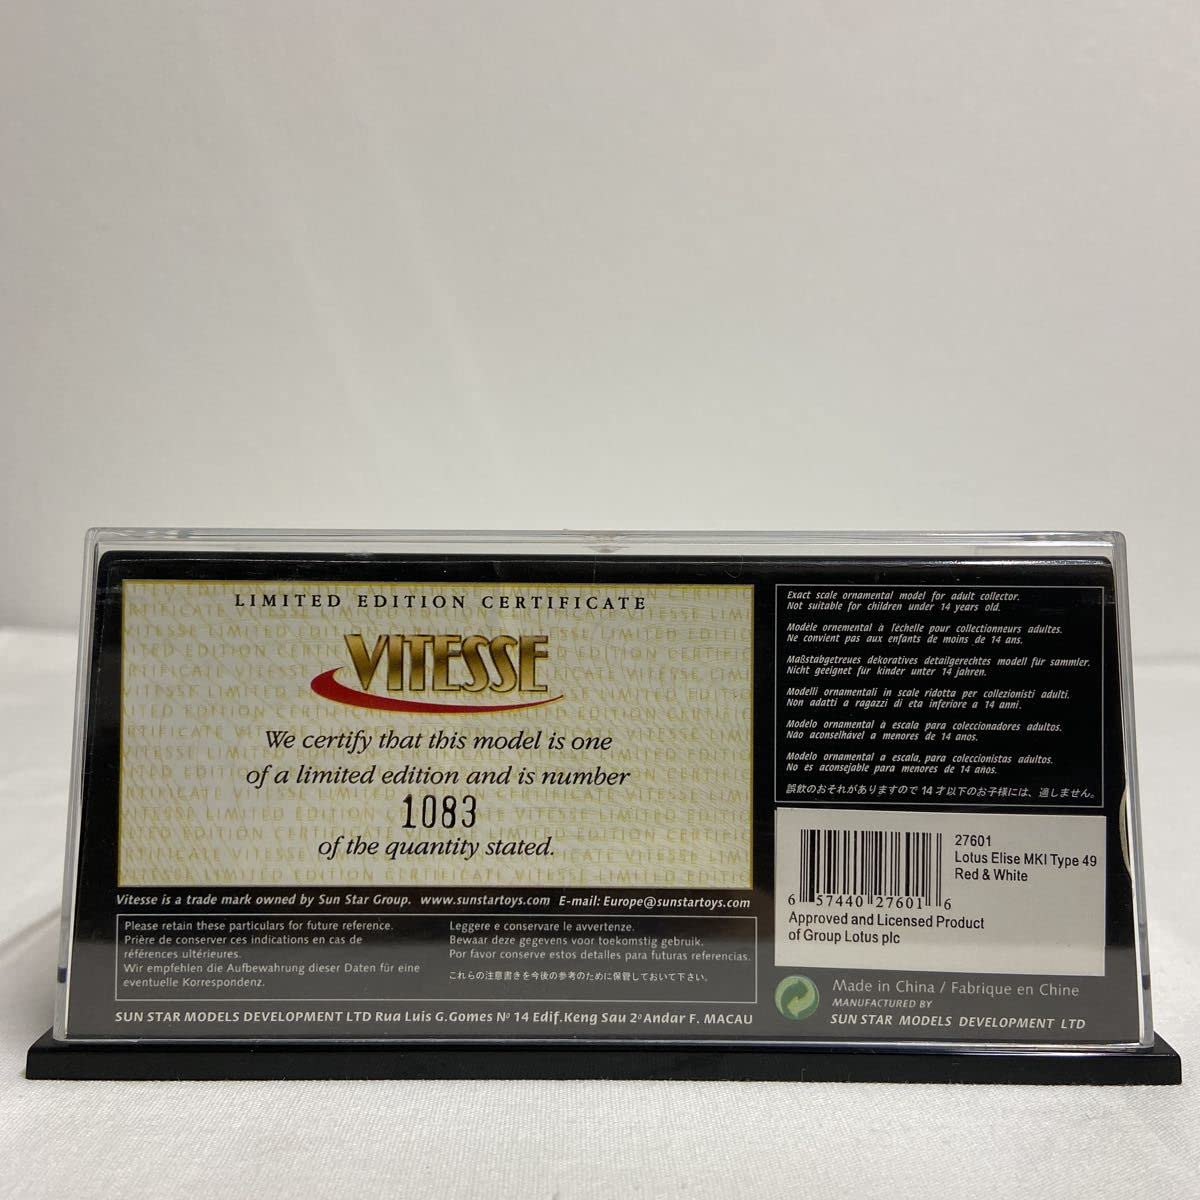 LIMITED EDITION CERTIFICATE
VITESSE
We certify that this model is one
of a limited edition and is number
1083
of the quantity stated.
Vitesse is a trade mark owned by Sun Star Group. www.sunstartoys.com E-mail: Europe@sunstartoys.com
Please retain these particulars for future reference.
Prière de conserver ces indications en cas de
références ultérieures.
Wir empfehlen die Aufbewahrung dieser Daten für eine
eventuelle Korrespondenz.
Leggere e conservare le avvertenze.
Bewaar deze gegevens voor toekomstig gebruik.
Por favor conserve estos detalles para futuras referencias.
これらの注意書きを今後の参考のために保管しておいて下さい。
SUN STAR MODELS DEVELOPMENT LTD Rua Luis G.Gomes Nº 14 Edif.Keng Sau 2º Andar F. MACAU
Exact scale ornamental model for adult collector.
Not suitable for children under 14 years old.
Modèle ornemental à l'echelle pour collectionneurs adultes.
Ne convient pas aux enfants de moins de 14 ans.
Maßstabgetreues dekoratives detailgerechtes modell für sammler.
Nicht geeignet für kinder unter 14 jahren.
Modelli ornamentali in scale ridotta per collezionisti adulti.
Non adatti a ragazzi di eta inferiore a 14 anni.
Modelo ornamental à escala para coleccionadores adultos.
Não aconselhável a menores de 14 anos.
Modelo ornamental a escala, para coleccionistas adultos.
No es aconsejable para menores de 14 años.
誤飲のおそれがありますので 14 才以下のお子様には、適しません。
27601
Lotus Elise MKI Type 49
Red & White
6 57440 27601 6
Approved and Licensed Product
of Group Lotus plc
Made in China / Fabrique en Chine
MANUFACTURED BY
SUN STAR MODELS DEVELOPMENT LTD